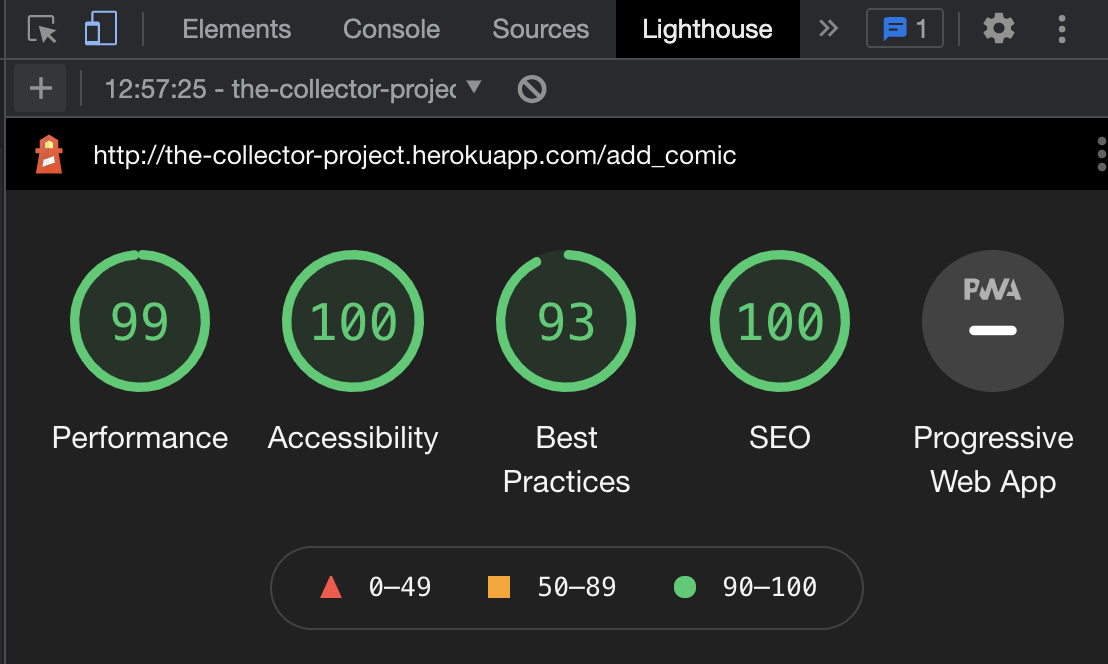 Elements Console Sources Lighthouse 1
12:57:25 - the-collector-projec
http://the-collector-project.herokuapp.com/add_comic
99 100 93 100 PWA
Performance Accessibility Best Practices SEO Progressive Web App
0–49 50–89 90–100